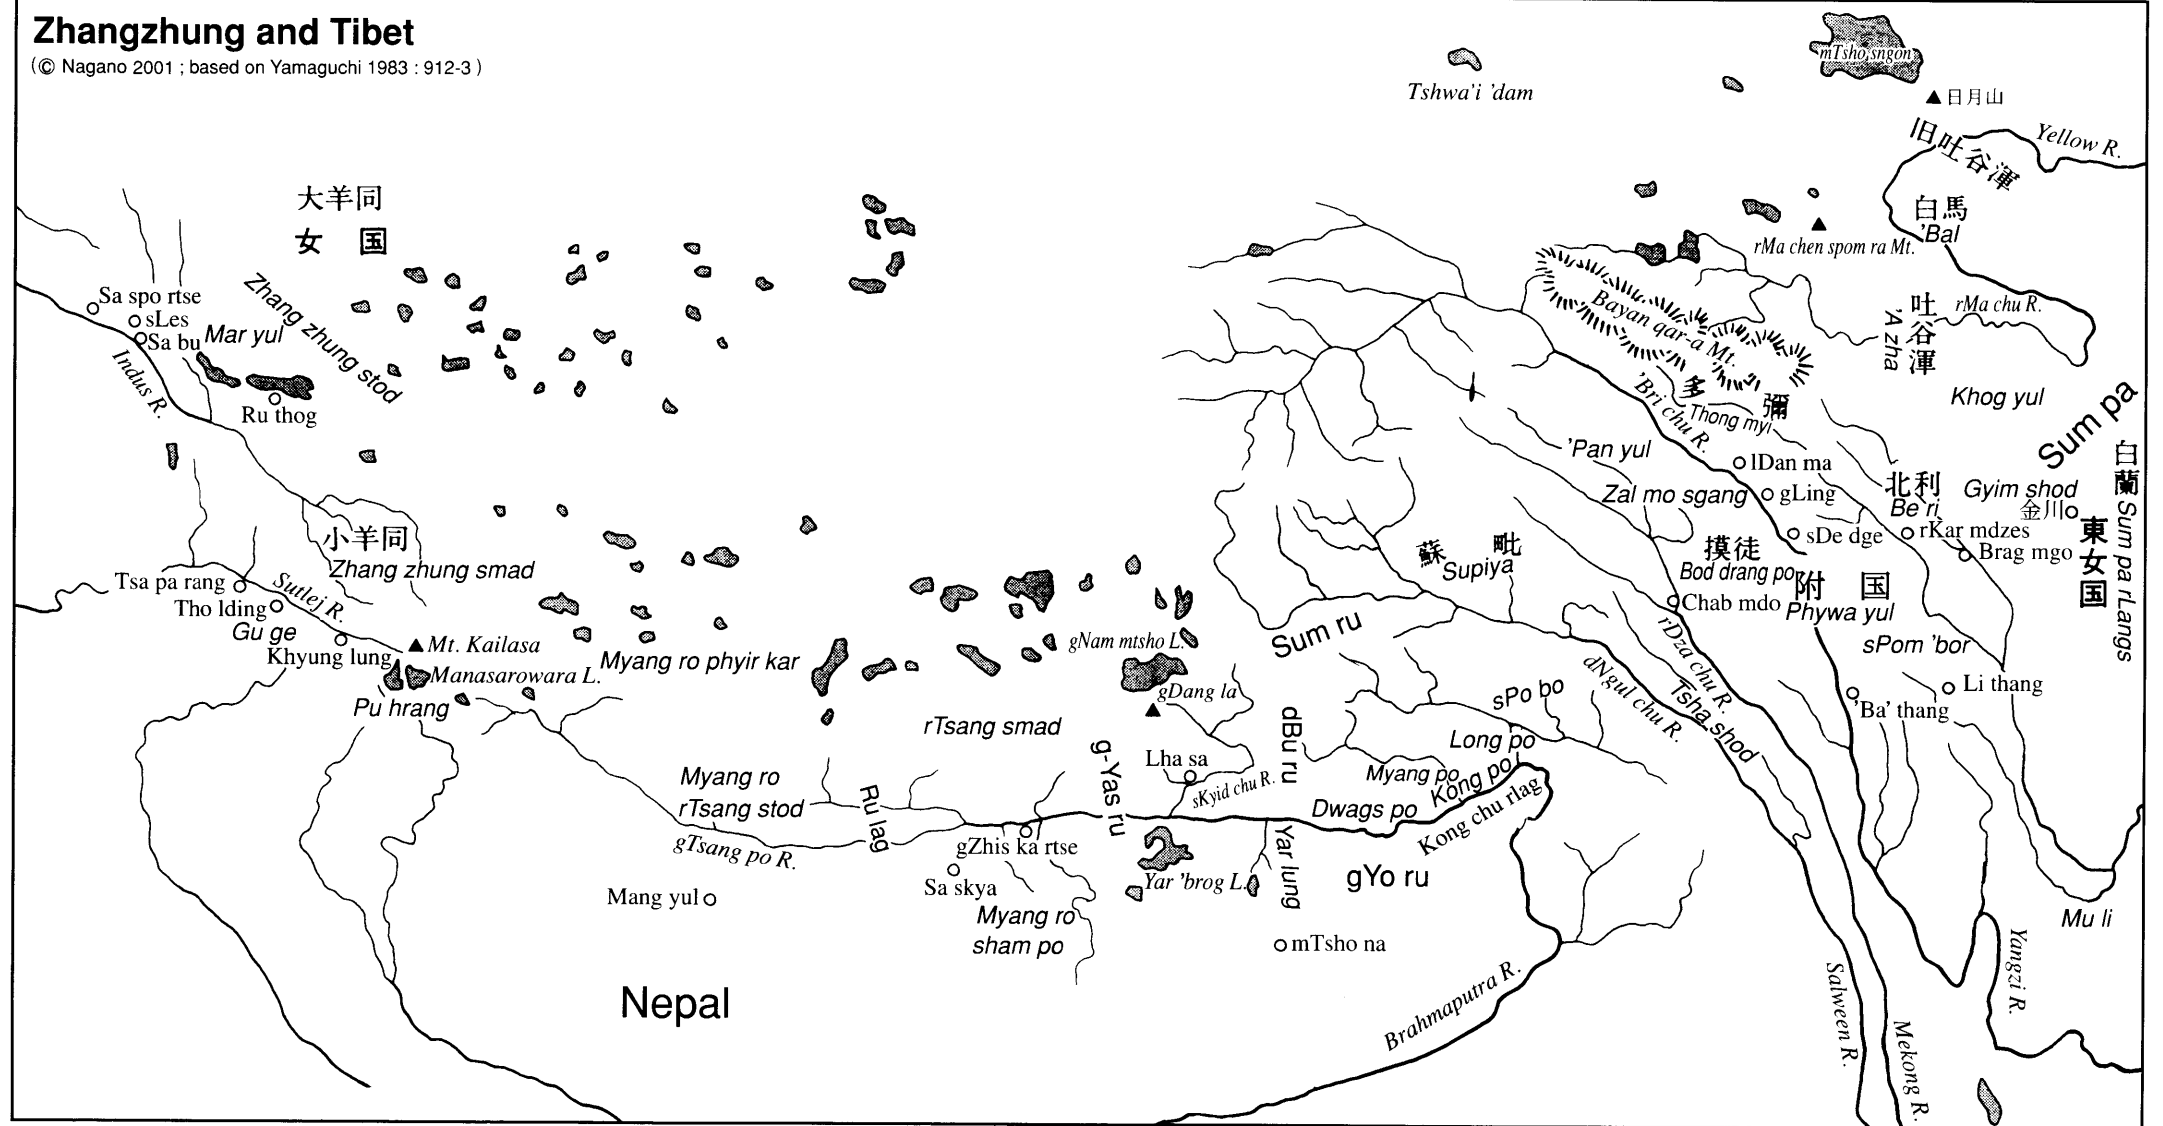 Zhangzhung and Tibet
(© Nagano 2001 ; based on Yamaguchi 1983 : 912-3 )
mTsho sngon
Tshwa'i 'dam
日月山
Yellow R.
旧吐谷渾
大羊同
女 国
白馬
'Bal
rMa chen spom ra Mt.
Zhang zhung stod
Sa spo rtse
sLes
Sa bu
Mar yul
Indus R.
Ru thog
Bayan qar-a Mt.
吐谷渾
'A zha
rMa chu R.
Khog yul
'Bri chu R.
多 彌
Thong myi
Sum pa
白蘭
Sum pa rLangs
'Pan yul
lDan ma
Zal mo sgang
gLing
北利
Be ri
Gyim shod
金川
sDe dge
rKar mdzes
Brag mgo
東女国
小羊同
Zhang zhung smad
蘇 毗
Supiya
摸徒
Bod drang po
附 国
Phywa yul
Chab mdo
Tsa pa rang
Sutlej R.
Tho lding
Gu ge
Khyung lung
Mt. Kailasa
Manasarowara L.
Pu hrang
Myang ro phyir kar
gNam mtsho L.
gDang la
Sum ru
sPom 'bor
rDza chu R.
dNgul chu R.
Tsha shod
Li thang
'Ba' thang
sPo bo
rTsang smad
g-Yas ru
dBu ru
Long po
Lha sa
sKyid chu R.
Myang po
Kong po
Kong chu rlag
Dwags po
Myang ro
rTsang stod
Ru lag
gTsang po R.
gZhis ka rtse
Sa skya
Yar 'brog L.
Yar lung
gYo ru
Mang yul
Myang ro
sham po
mTsho na
Mu li
Nepal
Brahmaputra R.
Salween R.
Mekong R.
Yangzi R.